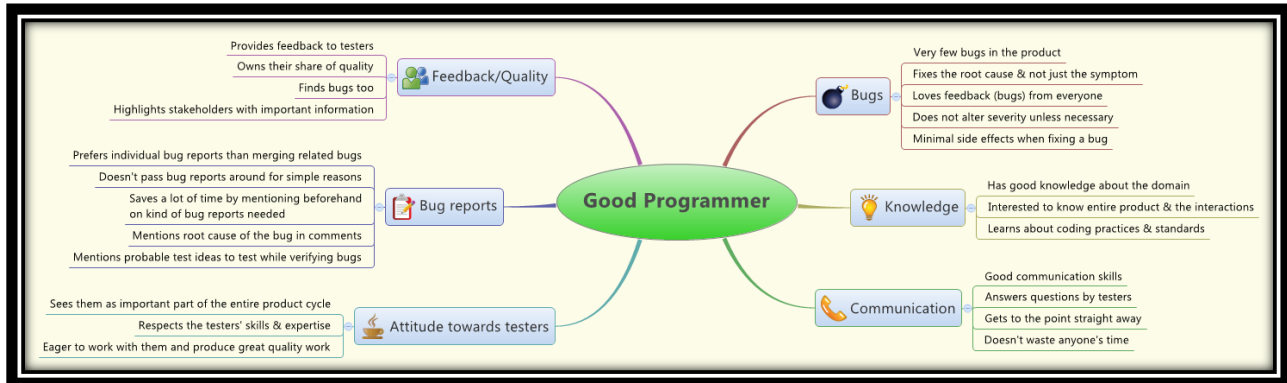 Good Programmer
Feedback/Quality
Provides feedback to testers
Owns their share of quality
Finds bugs too
Highlights stakeholders with important information
Bug reports
Prefers individual bug reports than merging related bugs
Doesn't pass bug reports around for simple reasons
Saves a lot of time by mentioning beforehand
on kind of bug reports needed
Mentions root cause of the bug in comments
Mentions probable test ideas to test while verifying bugs
Attitude towards testers
Sees them as important part of the entire product cycle
Respects the testers' skills & expertise
Eager to work with them and produce great quality work
Bugs
Very few bugs in the product
Fixes the root cause & not just the symptom
Loves feedback (bugs) from everyone
Does not alter severity unless necessary
Minimal side effects when fixing a bug
Knowledge
Has good knowledge about the domain
Interested to know entire product & the interactions
Learns about coding practices & standards
Communication
Good communication skills
Answers questions by testers
Gets to the point straight away
Doesn't waste anyone's time